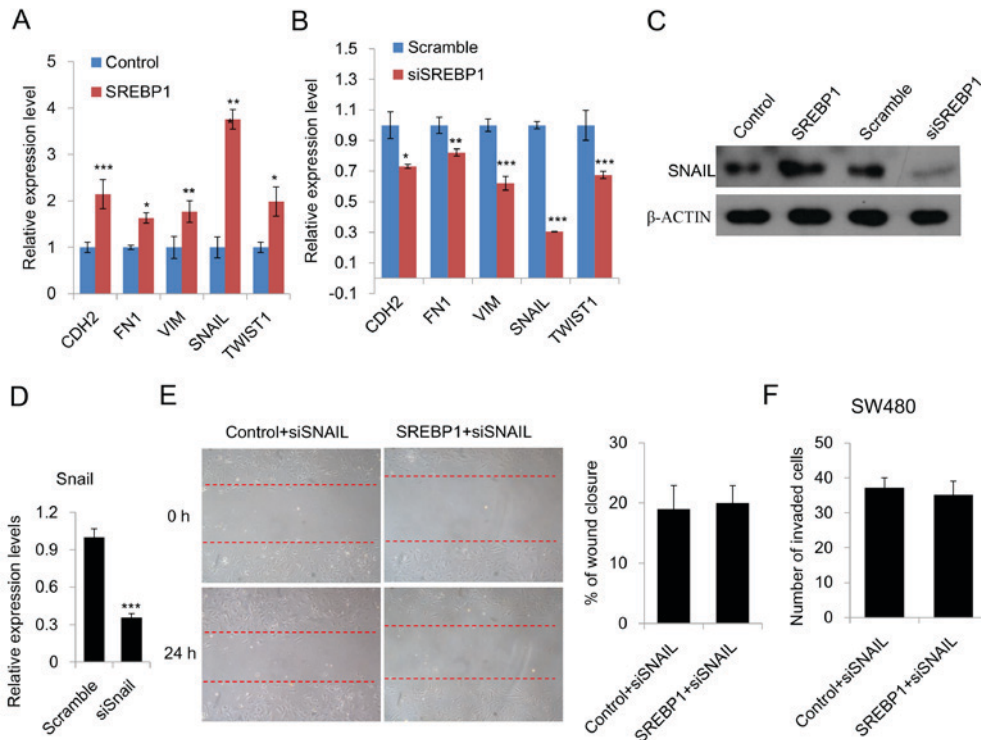 A
Relative expression level
5
4
3
2
1
0
Control
SREBP1
***
*
**
**
*
CDH2
FN1
VIM
SNAIL
TWIST1
B
Relative expression level
1.5
1.3
1.1
0.9
0.7
0.5
0.3
0.1
-0.1
Scramble
siSREBP1
*
**
***
***
***
CDH2
FN1
VIM
SNAIL
TWIST1
C
Control
SREBP1
Scramble
siSREBP1
SNAIL
β-ACTIN
D
Snail
Relative expression levels
1.2
0.9
0.6
0.3
0
***
Scramble
siSnail
E
Control+siSNAIL
SREBP1+siSNAIL
0 h
24 h
% of wound closure
30
20
10
0
Control+siSNAIL
SREBP1+siSNAIL
F
SW480
Number of invaded cells
50
40
30
20
10
0
Control+siSNAIL
SREBP1+siSNAIL